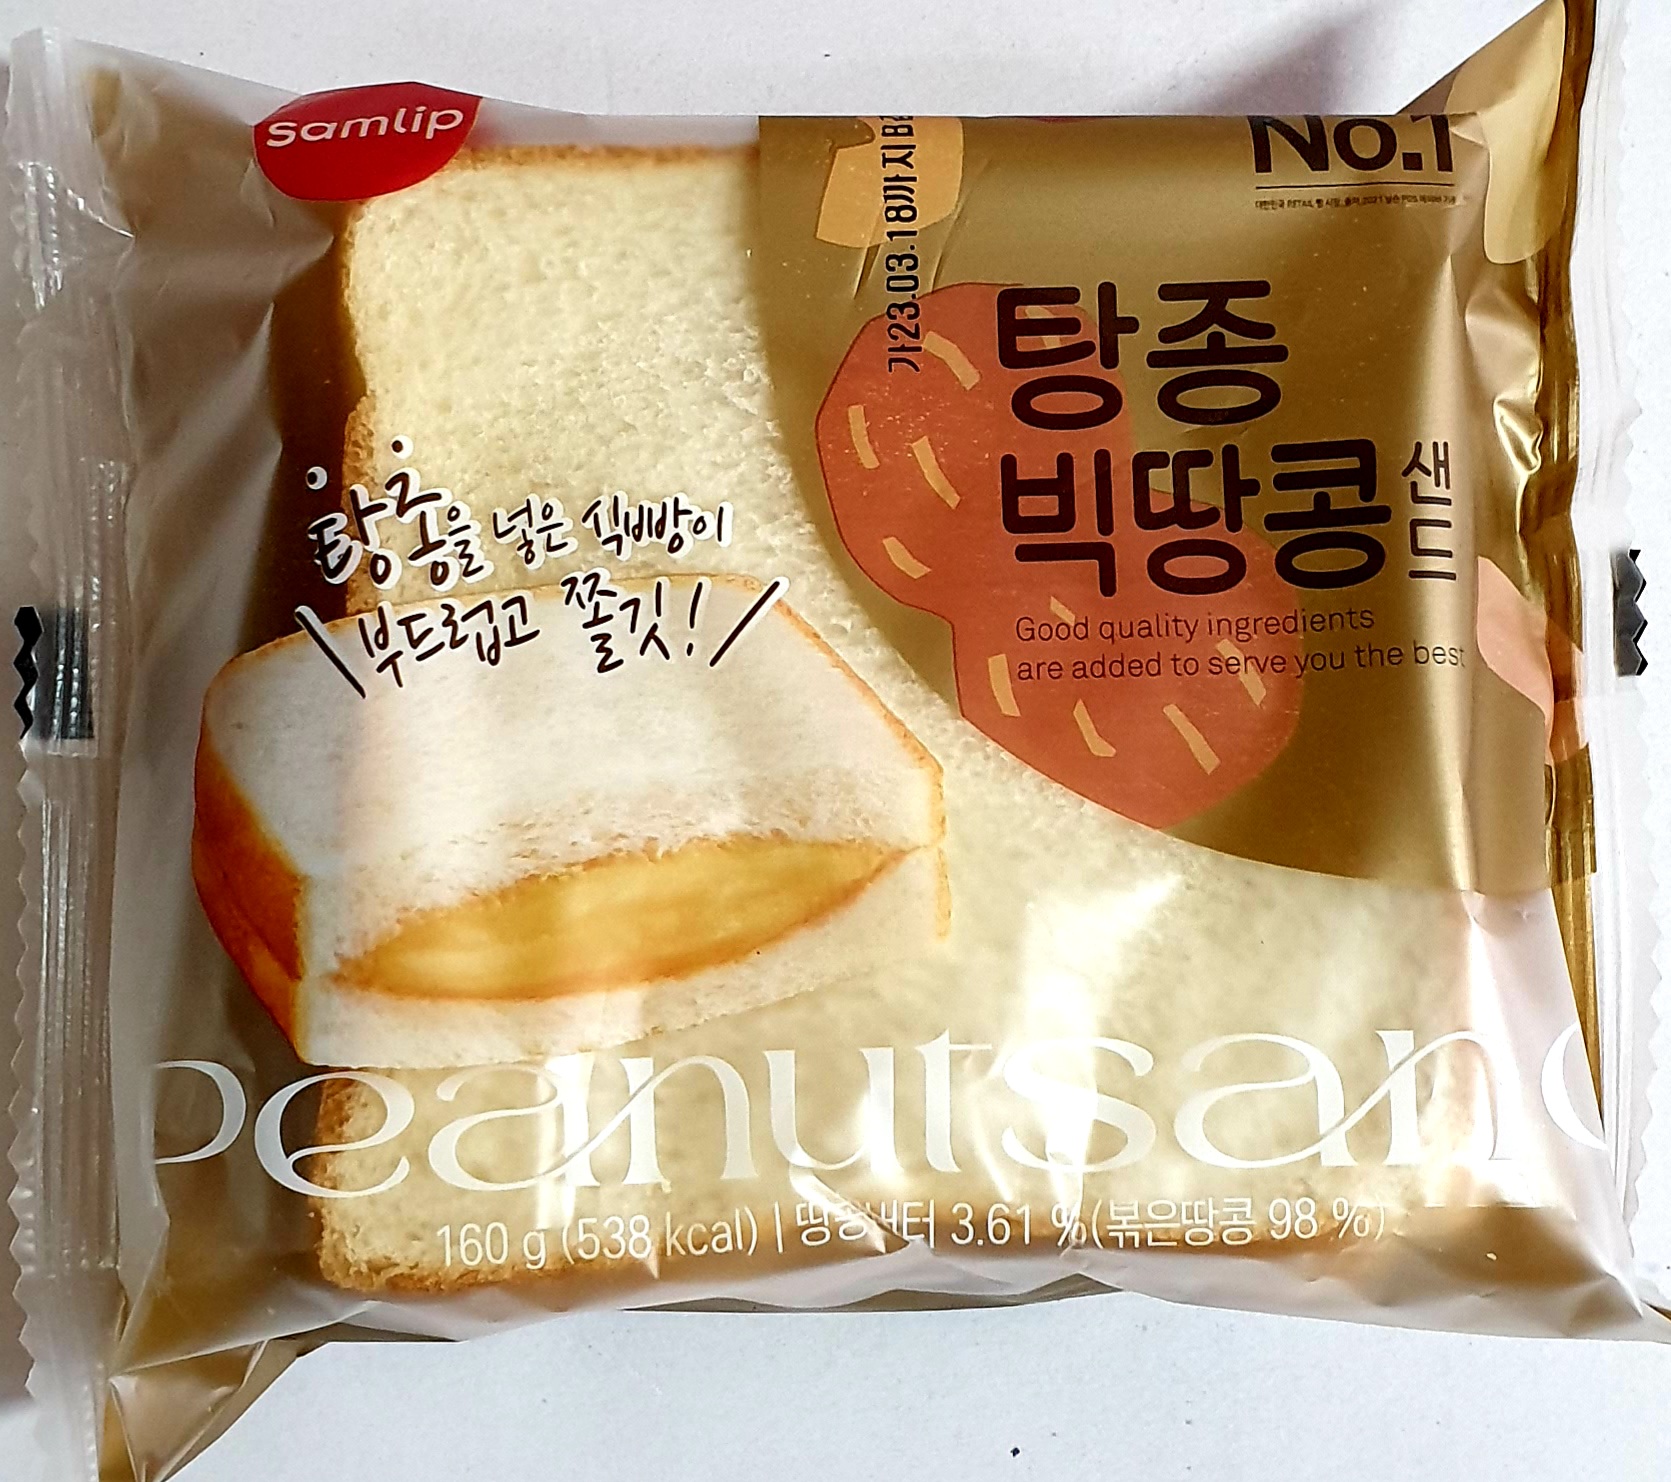 Samlip
No.1
가23.03.18까지B2
탕종
빅땅콩
샌드
Good quality ingredients
are added to serve you the best
탕종을 넣은 식빵이
부드럽고 쫄깃!
Peanutsand
160 g (538 kcal) | 땅콩버터 3.61 %(볶은땅콩 98 %)